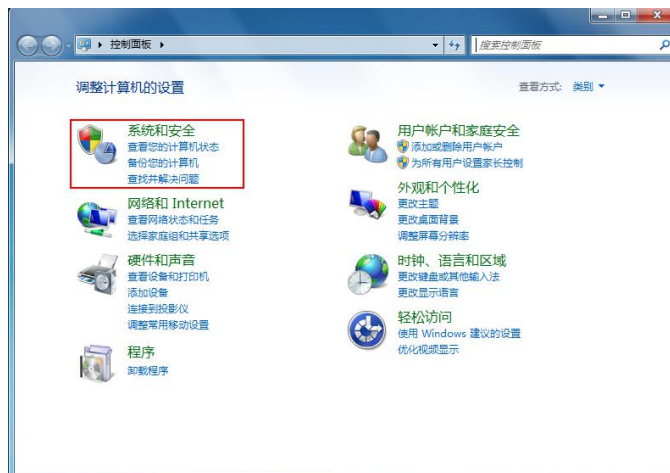 控制面板
搜索控制面板
调整计算机的设置
查看方式: 类别
系统和安全
查看您的计算机状态
备份您的计算机
查找并解决问题
网络和 Internet
查看网络状态和任务
选择家庭组和共享选项
硬件和声音
查看设备和打印机
添加设备
连接到投影仪
调整常用移动设置
程序
卸载程序
用户帐户和家庭安全
添加或删除用户帐户
为所有用户设置家长控制
外观和个性化
更改主题
更改桌面背景
调整屏幕分辨率
时钟、语言和区域
更改键盘或其他输入法
更改显示语言
轻松访问
使用 Windows 建议的设置
优化视频显示